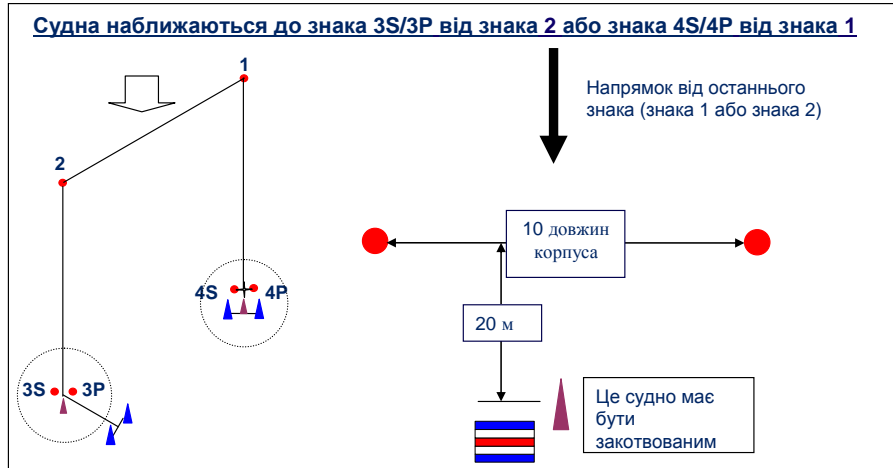 Судна наближаються до знака 3S/3P від знака 2 або знака 4S/4P від знака 1
1
Напрямок від останнього
знака (знака 1 або знака 2)
2
10 довжин
корпуса
4S 4P
20 м
3S 3P
Це судно має
бути
закотвованим